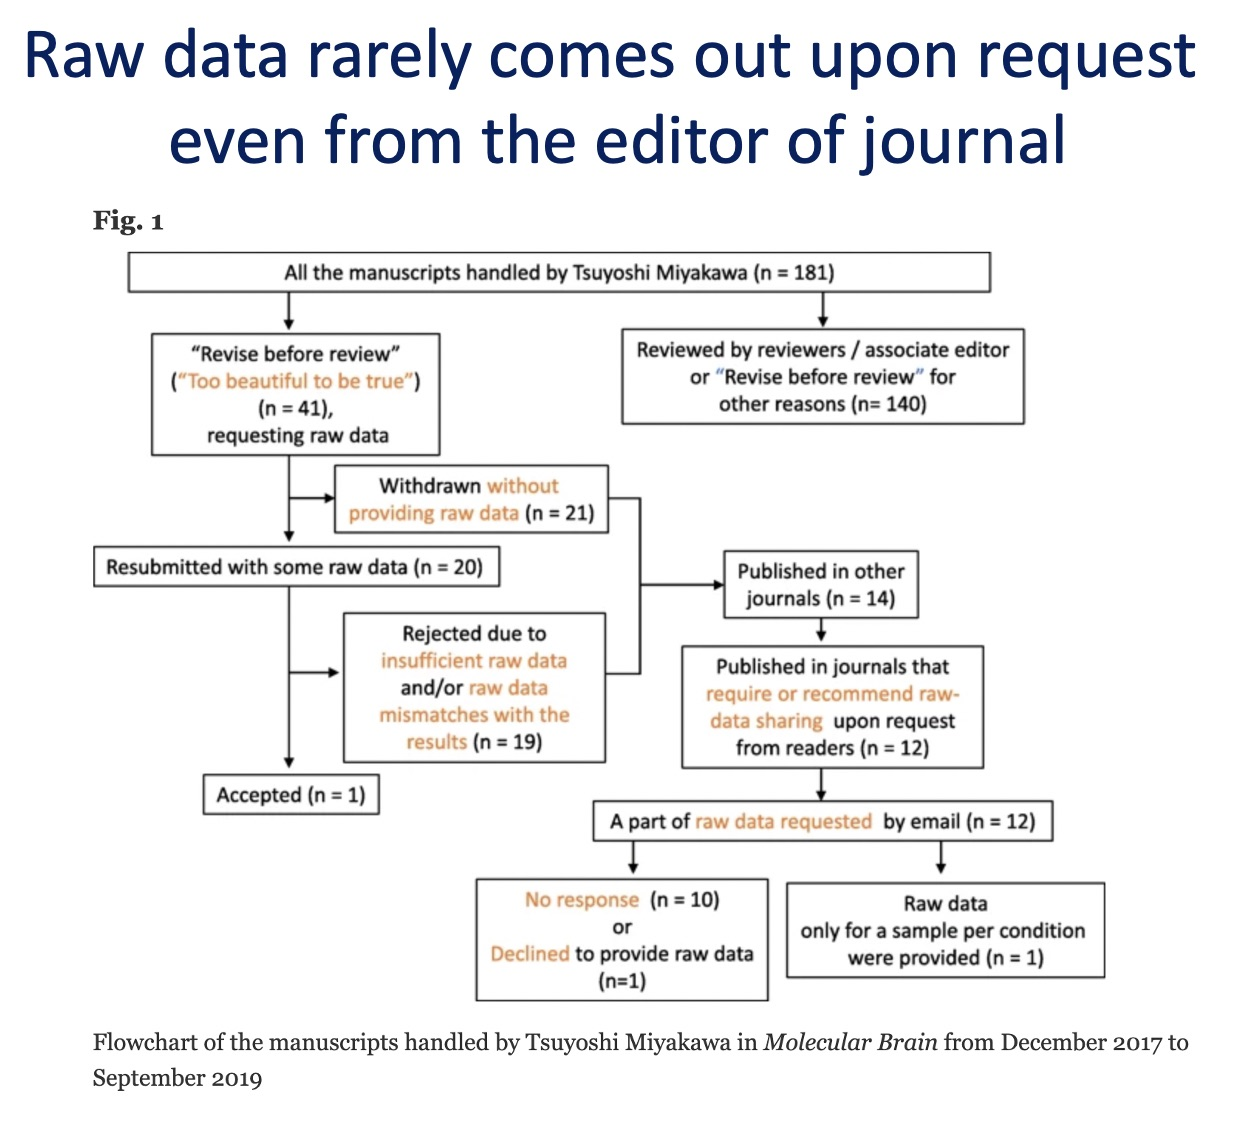 Raw data rarely comes out upon request
even from the editor of journal
Fig. 1
All the manuscripts handled by Tsuyoshi Miyakawa (n = 181)
“Revise before review”
(“Too beautiful to be true”)
(n = 41),
requesting raw data
Reviewed by reviewers / associate editor
or “Revise before review” for
other reasons (n= 140)
Withdrawn without
providing raw data (n = 21)
Resubmitted with some raw data (n = 20)
Published in other
journals (n = 14)
Rejected due to
insufficient raw data
and/or raw data
mismatches with the
results (n = 19)
Published in journals that
require or recommend raw-
data sharing upon request
from readers (n = 12)
Accepted (n = 1)
A part of raw data requested by email (n = 12)
No response (n = 10)
or
Declined to provide raw data
(n=1)
Raw data
only for a sample per condition
were provided (n = 1)
Flowchart of the manuscripts handled by Tsuyoshi Miyakawa in Molecular Brain from December 2017 to
September 2019